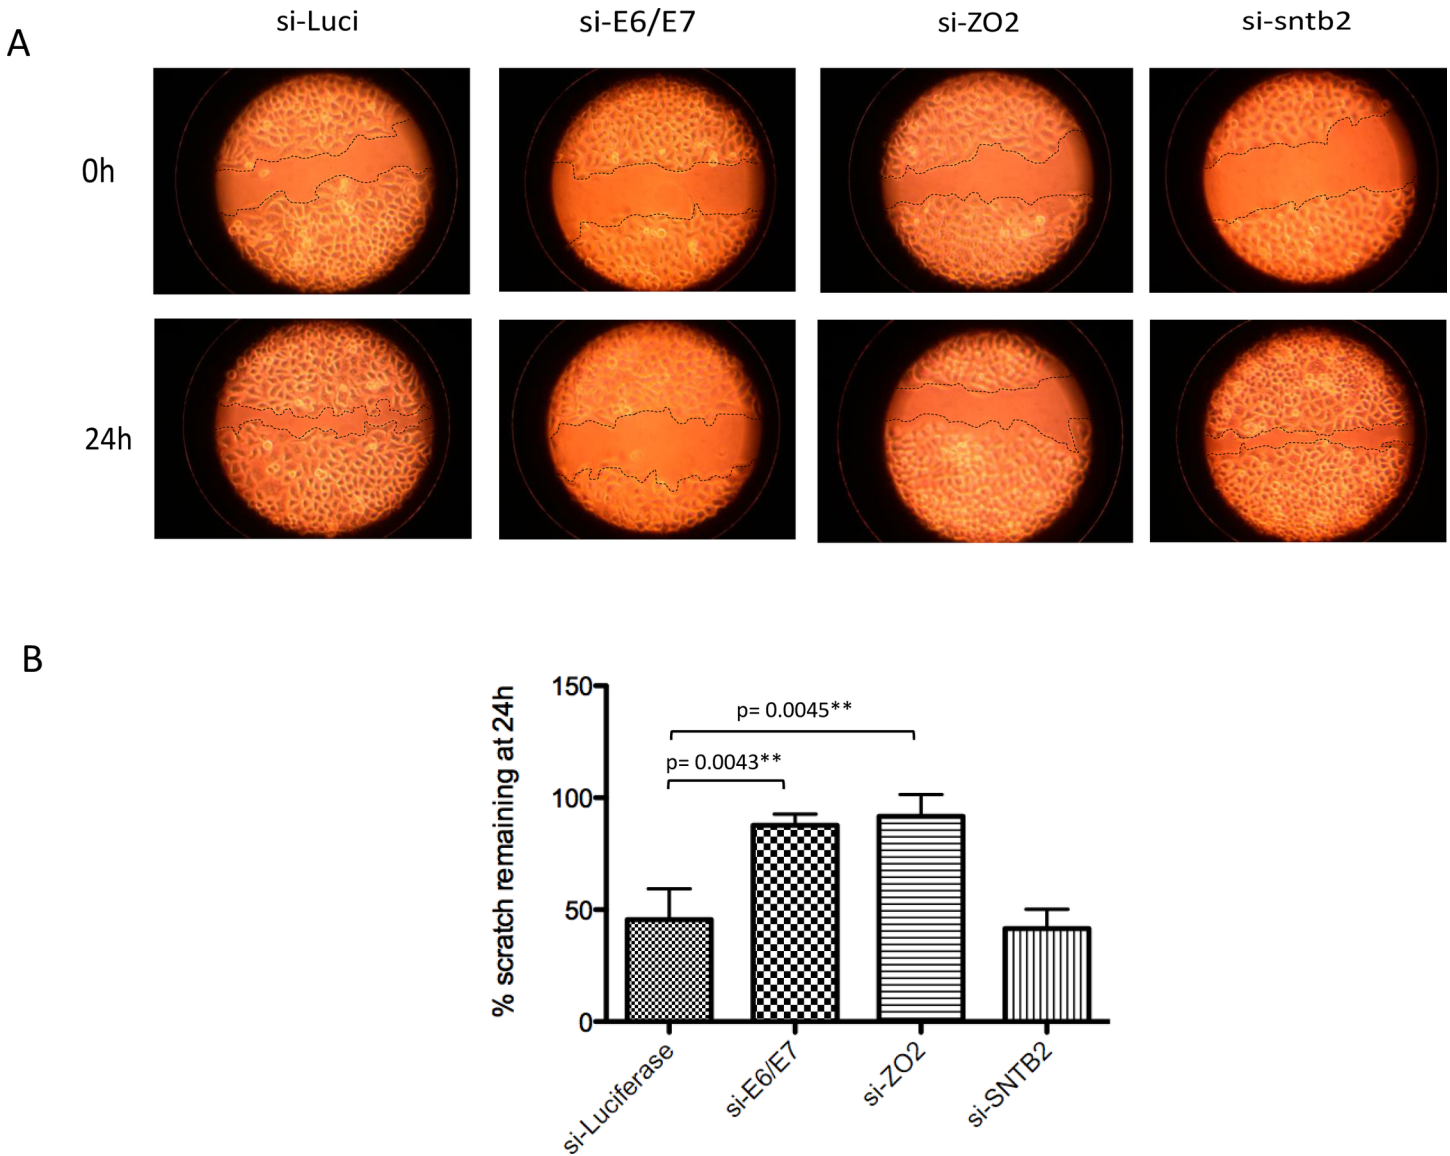 A
si-Luci si-E6/E7 si-ZO2 si-sntb2
0h
24h
B
% scratch remaining at 24h
150
100
50
0
p= 0.0045**
p= 0.0043**
si-Luciferase si-E6/E7 si-ZO2 si-SNTB2